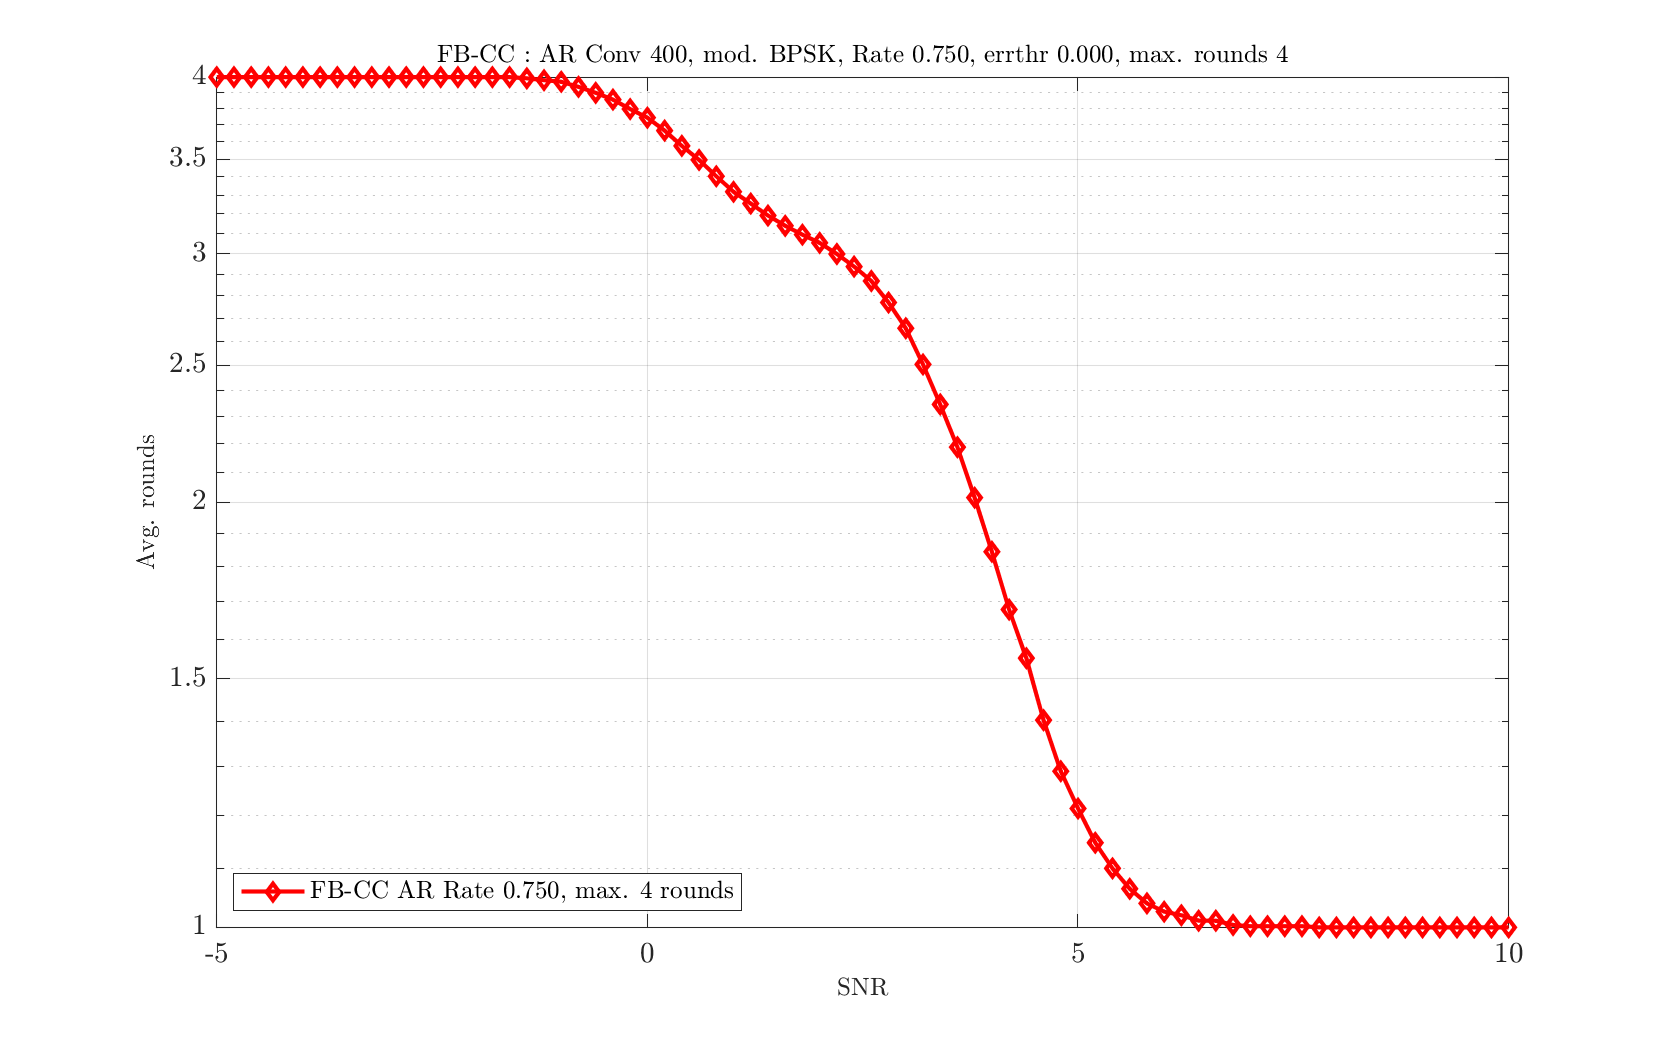 FB-CC : AR Conv 400, mod. BPSK, Rate 0.750, errthr 0.000, max. rounds 4
4
3.5
3
2.5
2
1.5
1
Avg. rounds
FB-CC AR Rate 0.750, max. 4 rounds
-5 0 5 10
SNR